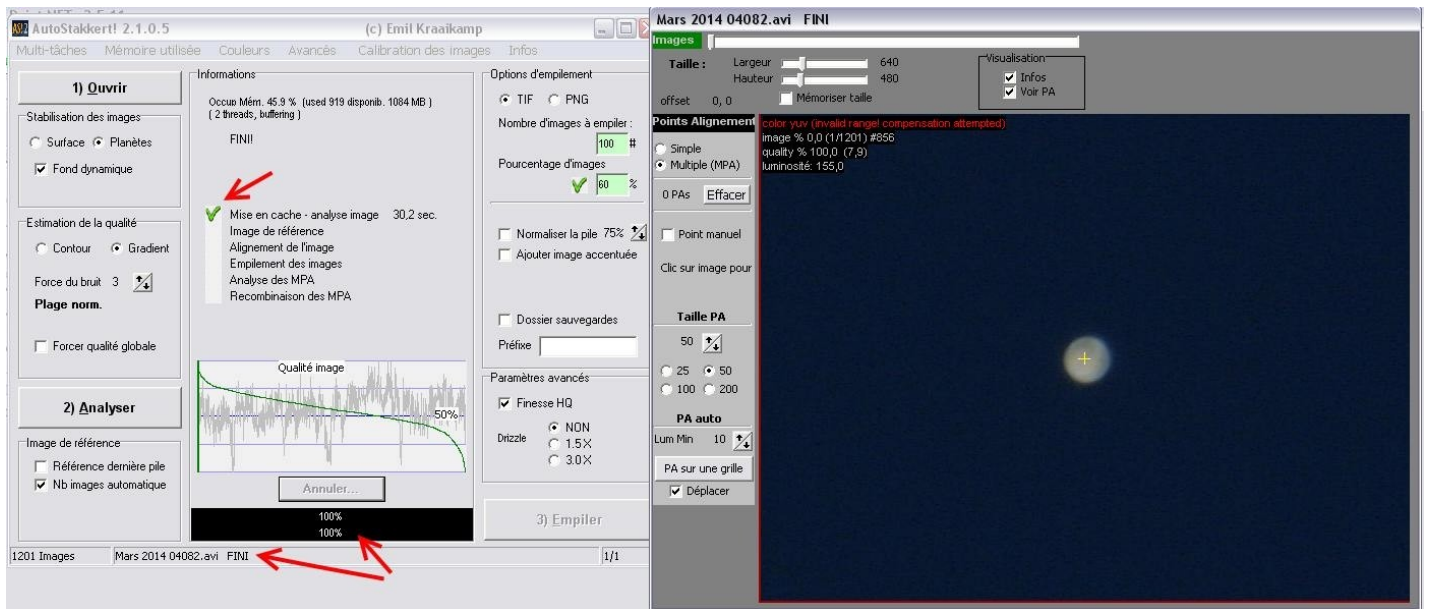 AutoStakkert! 2.1.0.5 (c) Emil Kraaikamp
Multi-tâches Mémoire utilisée Couleurs Avancés Calibration des images Infos
1) Ouvrir
Stabilisation des images
Surface Planètes
Fond dynamique
Estimation de la qualité
Contour Gradient
Force du bruit 3
Plage norm.
Forcer qualité globale
2) Analyser
Image de référence
Référence dernière pile
Nb images automatique
Informations
Occup Mém. 45.9 % (used 919 disponib. 1084 MB )
( 2 threads, buffering )
FINI!
Mise en cache - analyse image 30,2 sec.
Image de référence
Alignement de l'image
Empilement des images
Analyse des MPA
Recombinaison des MPA
Qualité image
50%
Annuler...
100%
100%
Options d'empilement
TIF PNG
Nombre d'images à empiler :
100 #
Pourcentage d'images
60 %
Normaliser la pile 75%
Ajouter image accentuée
Dossier sauvegardes
Préfixe
Paramètres avancés
Finesse HQ
Drizzle
NON
1.5X
3.0X
3) Empiler
1201 Images Mars 2014 04082.avi FINI 1/1
Mars 2014 04082.avi FINI
Images
Taille : Largeur 640
Hauteur 480
offset 0, 0 Mémoriser taille
Visualisation
Infos
Voir PA
Points Alignement
Simple
Multiple (MPA)
0 PAs Effacer
Point manuel
Clic sur image pour
Taille PA
50
25 50
100 200
PA auto
Lum Min 10
PA sur une grille
Déplacer
color yuv (invalid range! compensation attempted)
image % 0,0 (1/1201) #856
quality % 100,0 (7,9)
luminosité: 155,0